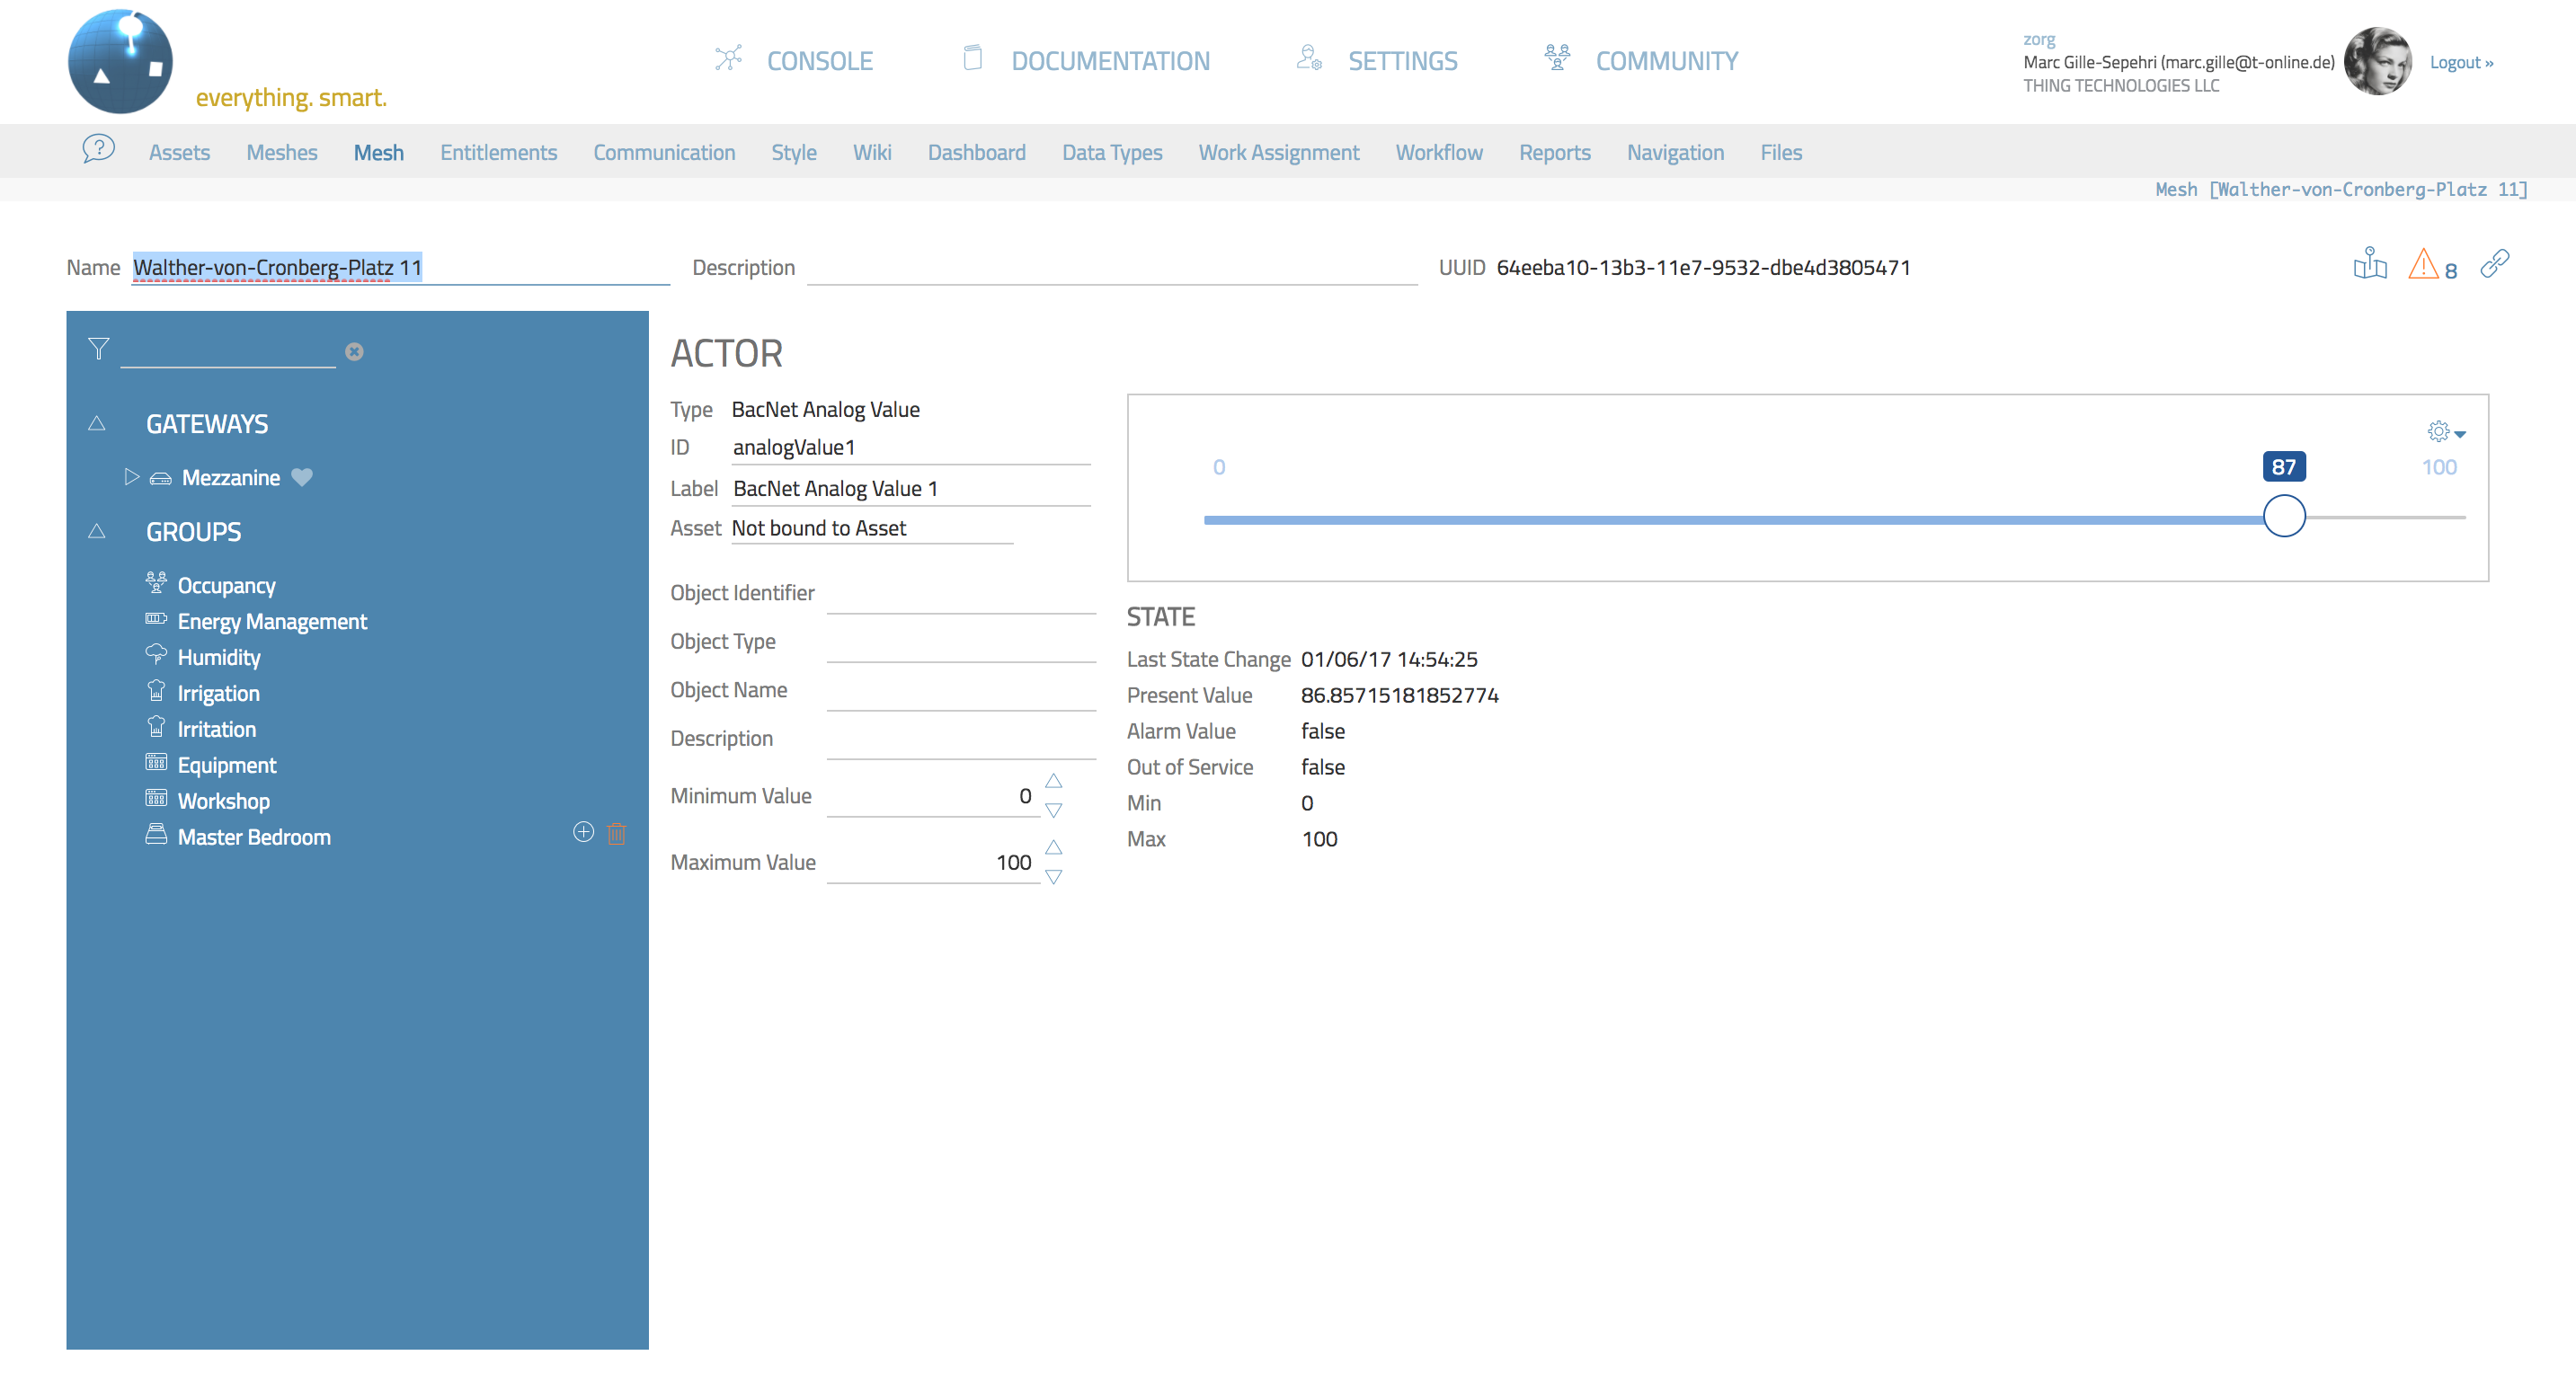 everything. smart.
CONSOLE DOCUMENTATION SETTINGS COMMUNITY
zorg
Marc Gille-Sepehri (marc.gille@t-online.de)
THING TECHNOLOGIES LLC
Logout »
? Assets Meshes Mesh Entitlements Communication Style Wiki Dashboard Data Types Work Assignment Workflow Reports Navigation Files
Mesh [Walther-von-Cronberg-Platz 11]
Name Walther-von-Cronberg-Platz 11 Description UUID 64eeba10-13b3-11e7-9532-dbe4d3805471 8
GATEWAYS
Mezzanine
GROUPS
Occupancy
Energy Management
Humidity
Irrigation
Irritation
Equipment
Workshop
Master Bedroom
ACTOR
Type BacNet Analog Value
ID analogValue1
Label BacNet Analog Value 1
Asset Not bound to Asset
Object Identifier
Object Type
Object Name
Description
Minimum Value 0
Maximum Value 100
0 87 100
STATE
Last State Change 01/06/17 14:54:25
Present Value 86.85715181852774
Alarm Value false
Out of Service false
Min 0
Max 100